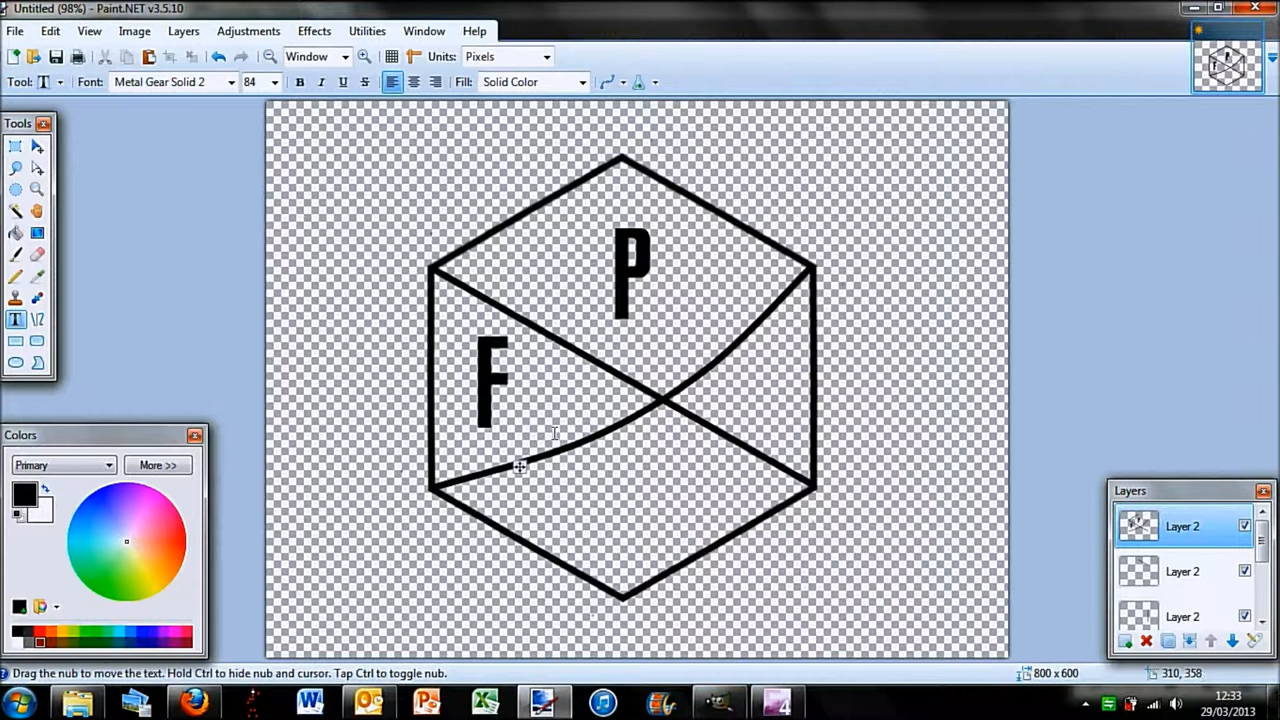 Untitled (98%) - Paint.NET v3.5.10
File Edit View Image Layers Adjustments Effects Utilities Window Help
Window Units: Pixels
Tool: T Font: Metal Gear Solid 2 84 B I U S Fill: Solid Color
Tools
T
P
F
Colors
Primary More >>
Layers
Layer 2
Layer 2
Layer 2
Drag the nub to move the text. Hold Ctrl to hide nub and cursor. Tap Ctrl to toggle nub. 800 x 600 310, 358
12:33
29/03/2013